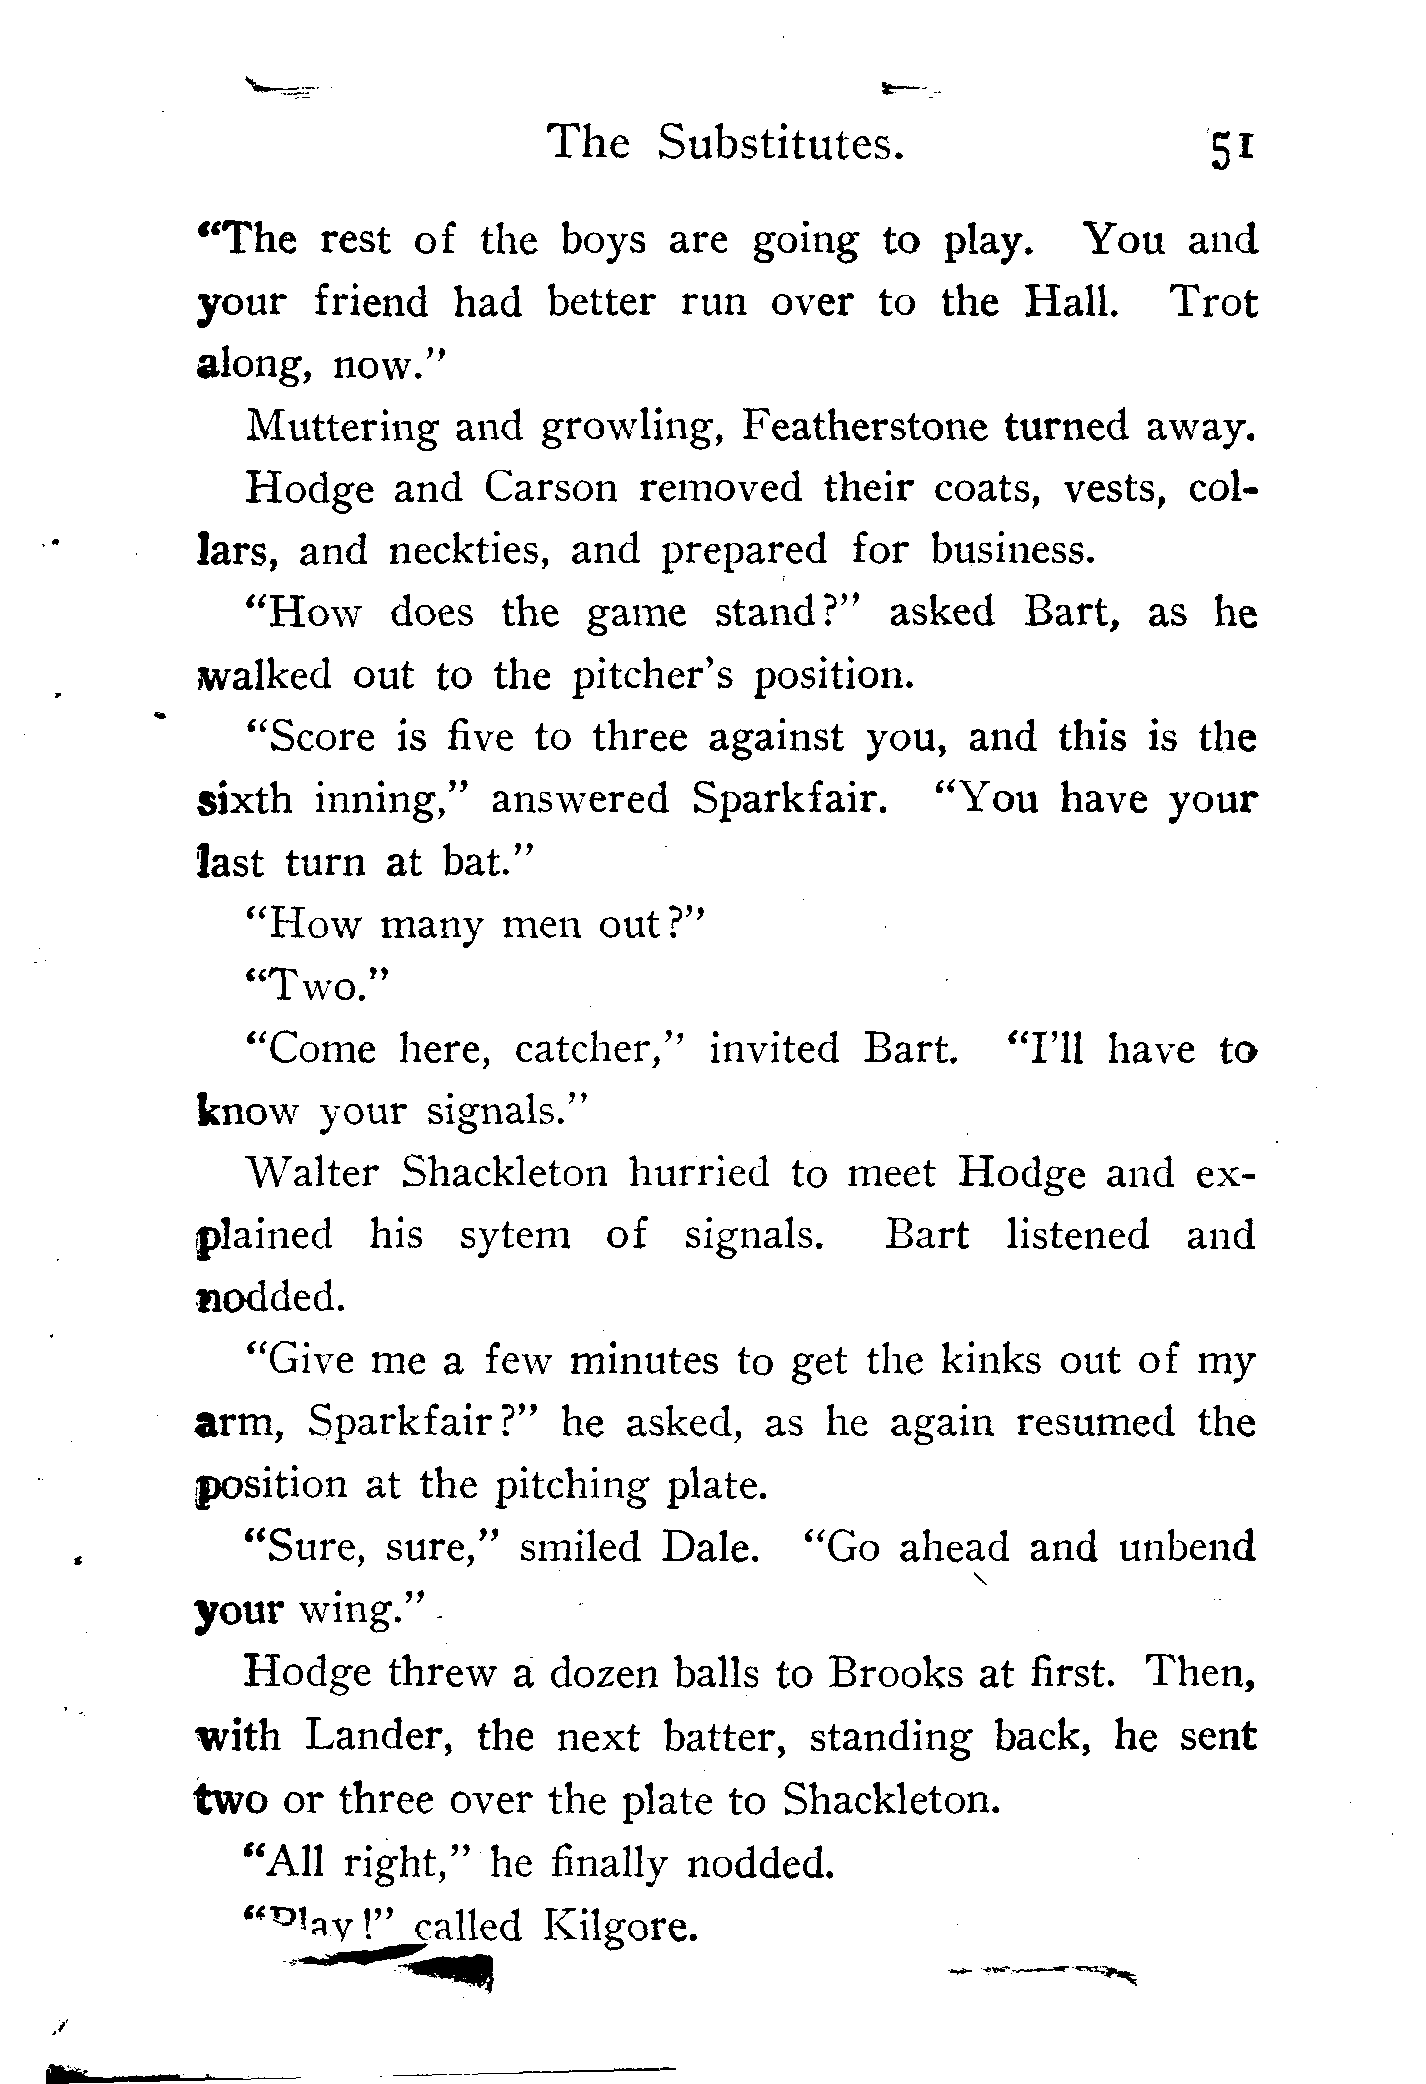 The Substitutes. 51
“The rest of the boys are going to play. You and
your friend had better run over to the Hall. Trot
along, now.”
Muttering and growling, Featherstone turned away.
Hodge and Carson removed their coats, vests, col-
lars, and neckties, and prepared for business.
“How does the game stand?” asked Bart, as he
walked out to the pitcher’s position.
“Score is five to three against you, and this is the
sixth inning,” answered Sparkfair. “You have your
last turn at bat.”
“How many men out?”
“Two.”
“Come here, catcher,” invited Bart. “I’ll have to
know your signals.”
Walter Shackleton hurried to meet Hodge and ex-
plained his sytem of signals. Bart listened and
nodded.
“Give me a few minutes to get the kinks out of my
arm, Sparkfair?” he asked, as he again resumed the
position at the pitching plate.
“Sure, sure,” smiled Dale. “Go ahead and unbend
your wing.”
Hodge threw a dozen balls to Brooks at first. Then,
with Lander, the next batter, standing back, he sent
two or three over the plate to Shackleton.
“All right,” he finally nodded.
“Play!” called Kilgore.